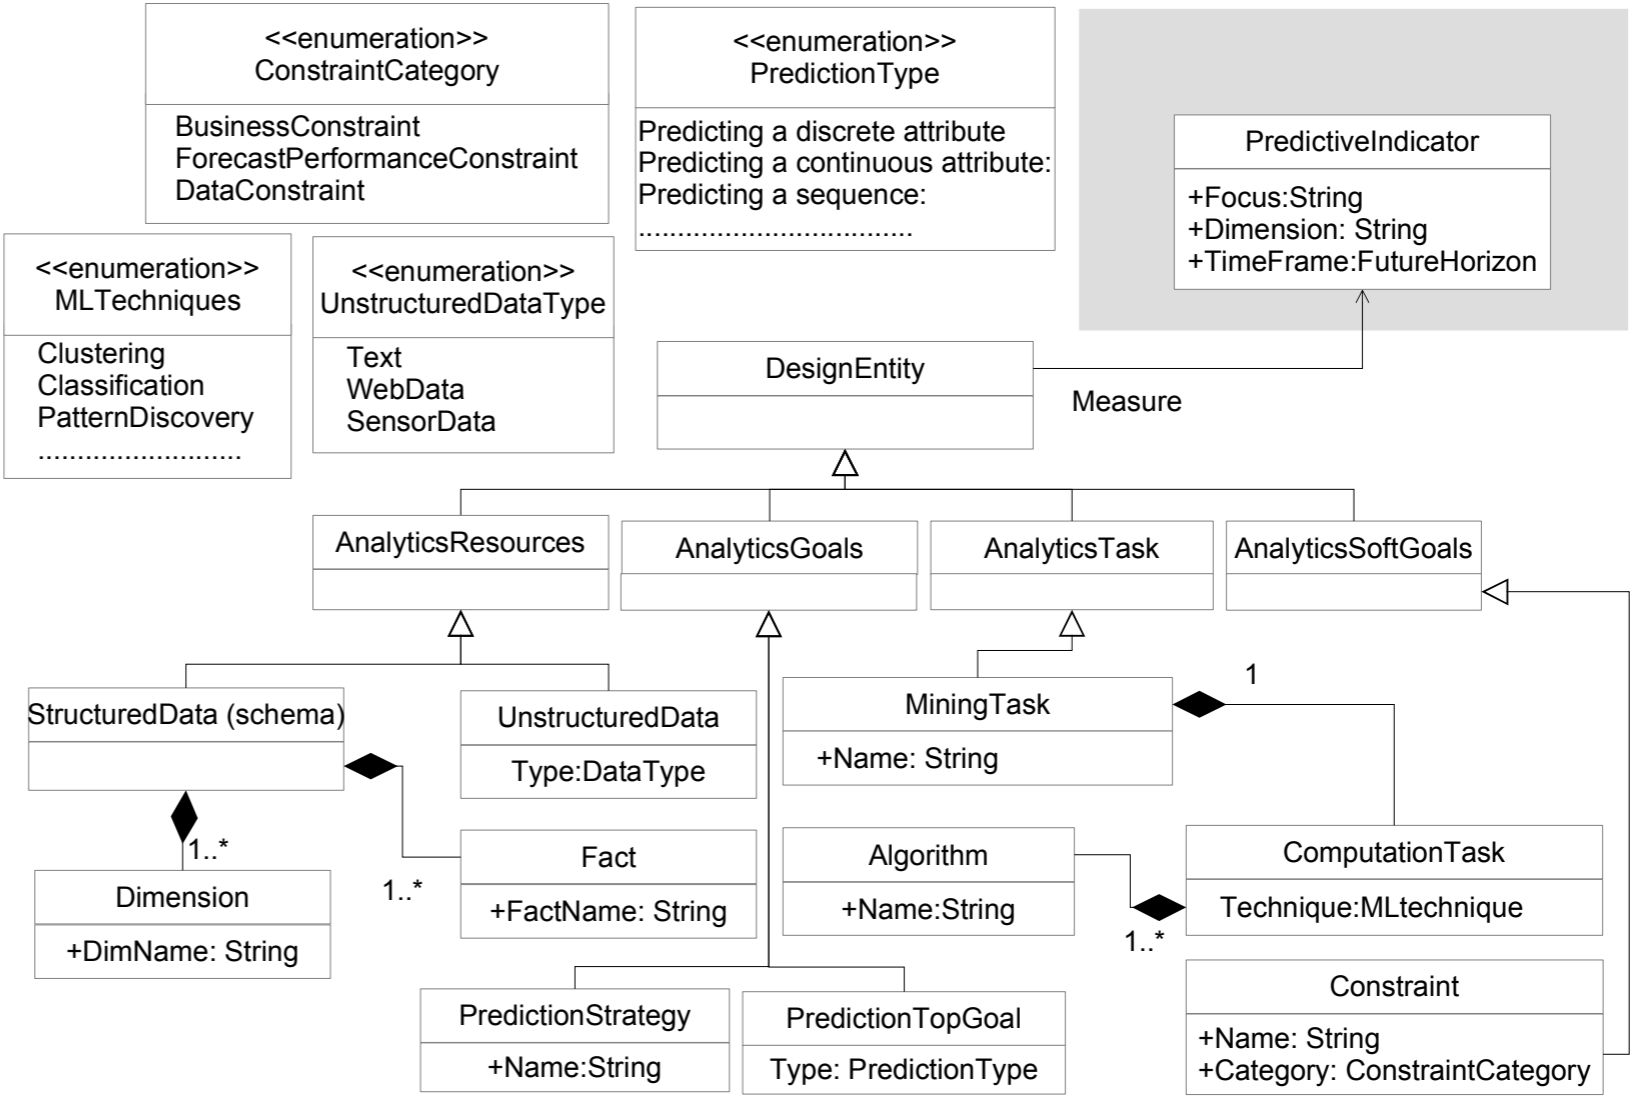 <<enumeration>>
ConstraintCategory
BusinessConstraint
ForecastPerformanceConstraint
DataConstraint
<<enumeration>>
PredictionType
Predicting a discrete attribute
Predicting a continuous attribute:
Predicting a sequence:
...................................
PredictiveIndicator
+Focus:String
+Dimension: String
+TimeFrame:FutureHorizon
<<enumeration>>
MLTechniques
Clustering
Classification
PatternDiscovery
..........................
<<enumeration>>
UnstructuredDataType
Text
WebData
SensorData
DesignEntity
Measure
AnalyticsResources
AnalyticsGoals
AnalyticsTask
AnalyticsSoftGoals
StructuredData (schema)
UnstructuredData
Type:DataType
MiningTask
+Name: String
1
1..*
Dimension
+DimName: String
1..*
Fact
+FactName: String
Algorithm
+Name:String
1..*
ComputationTask
Technique:MLtechnique
PredictionStrategy
+Name:String
PredictionTopGoal
Type: PredictionType
Constraint
+Name: String
+Category: ConstraintCategory